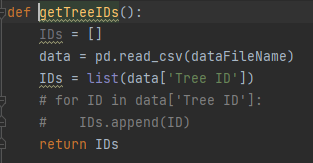 def getTreeIDs():
    IDs = []
    data = pd.read_csv(dataFileName)
    IDs = list(data['Tree ID'])
    # for ID in data['Tree ID']:
    #     IDs.append(ID)
    return IDs